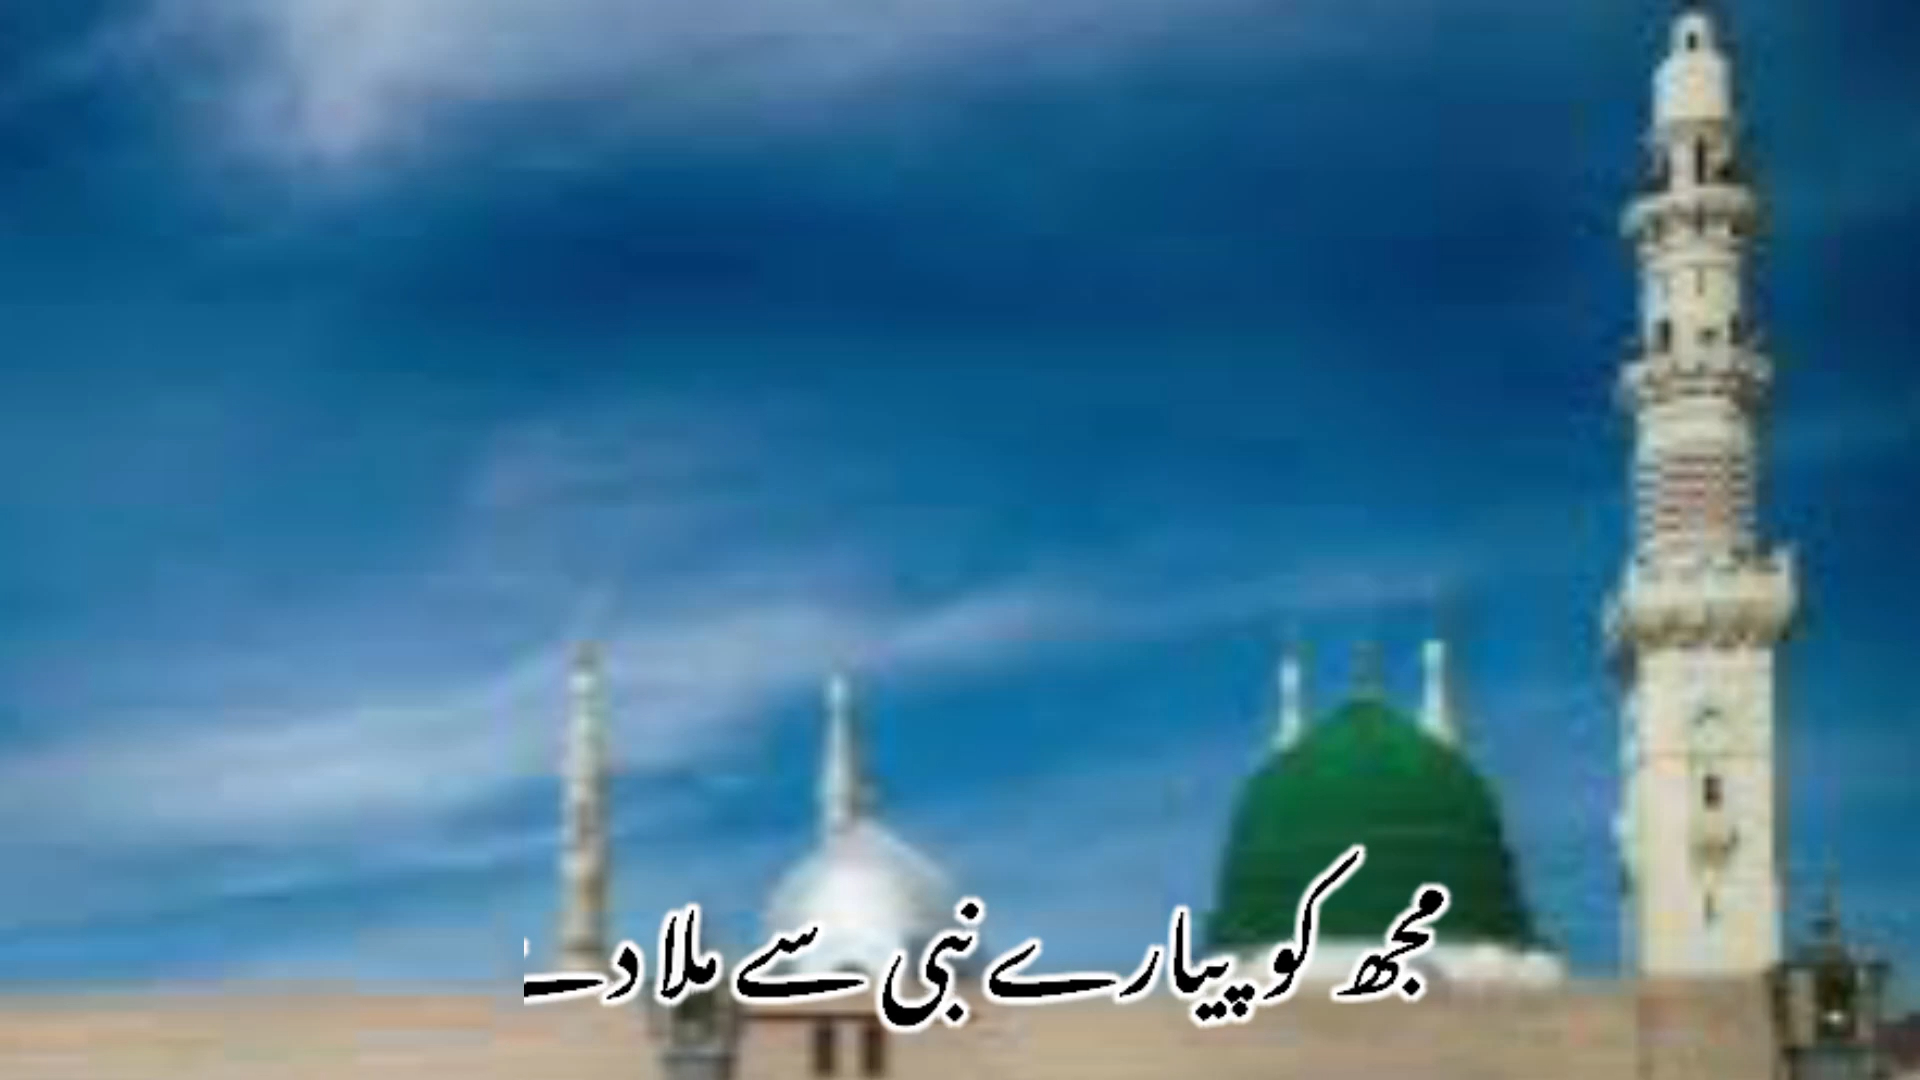 مجھ کو پیارے نبی سے ملا دے